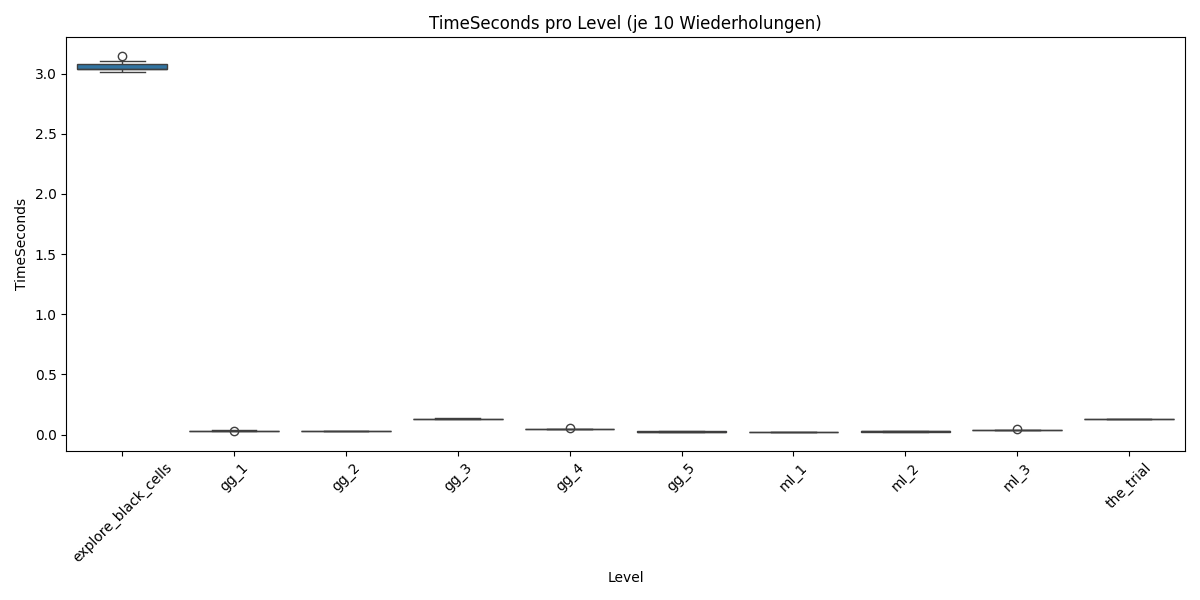 TimeSeconds pro Level (je 10 Wiederholungen)
TimeSeconds
3.0
2.5
2.0
1.5
1.0
0.5
0.0
explore_black_cells
gg_1
gg_2
gg_3
gg_4
gg_5
ml_1
ml_2
ml_3
the_trial
Level